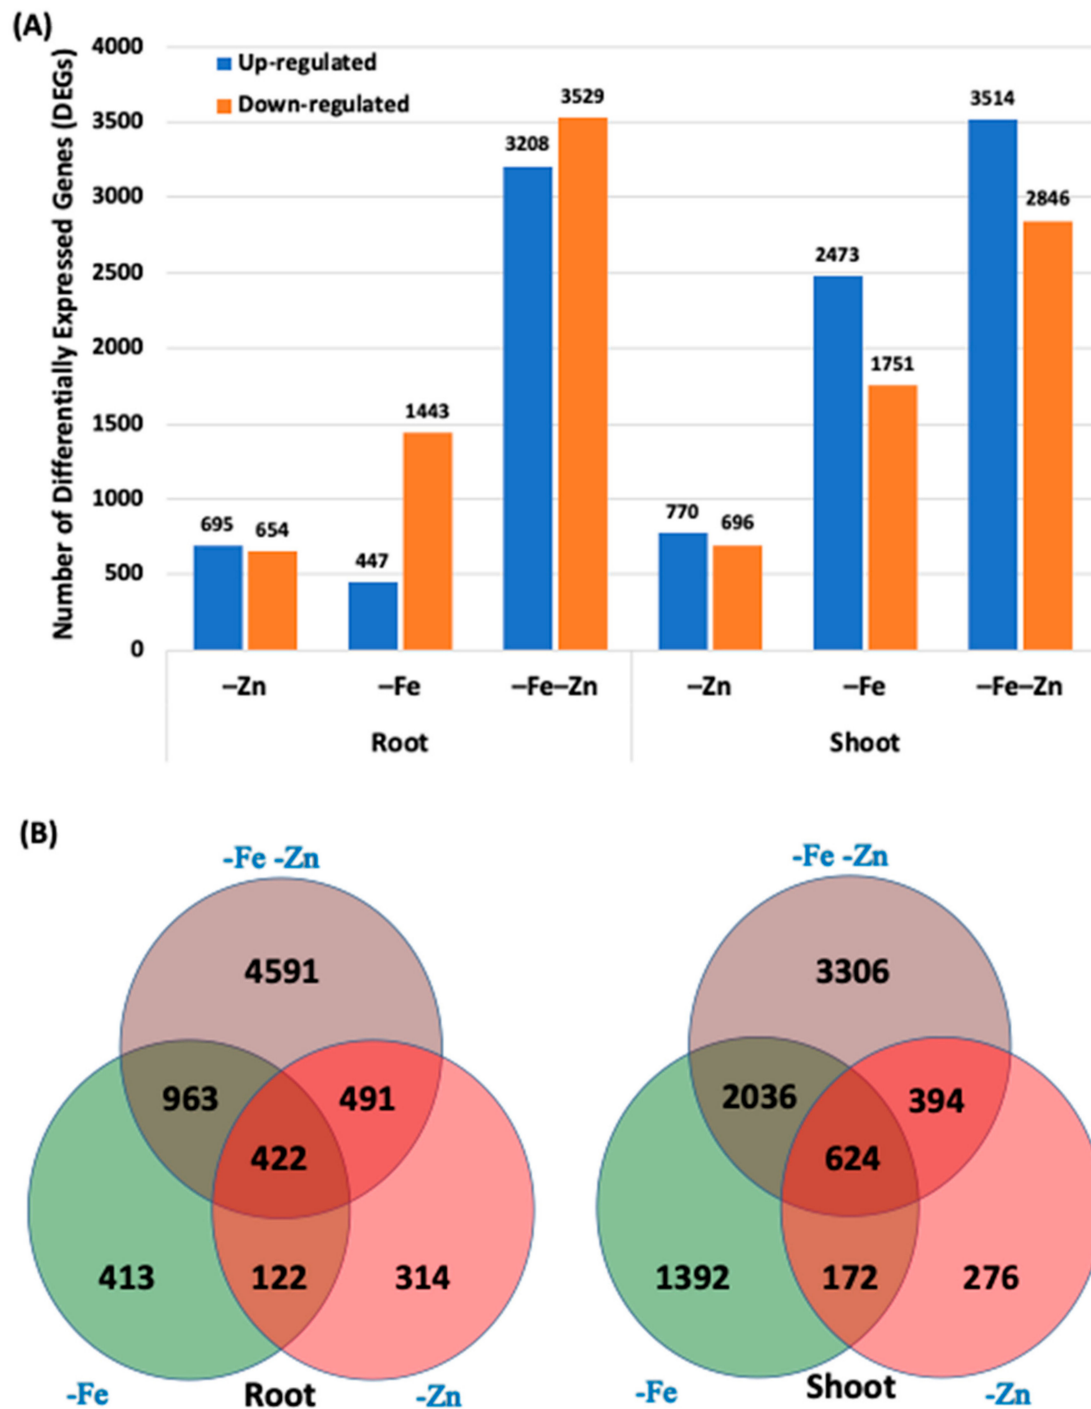 (A)
Number of Differentially Expressed Genes (DEGs)
4000
3500
3000
2500
2000
1500
1000
500
0
Up-regulated
Down-regulated
695
654
447
1443
3208
3529
770
696
2473
1751
3514
2846
–Zn
–Fe
–Fe–Zn
–Zn
–Fe
–Fe–Zn
Root
Shoot
(B)
-Fe -Zn
4591
963
491
422
413
122
314
-Fe
Root
-Zn
-Fe -Zn
3306
2036
394
624
1392
172
276
-Fe
Shoot
-Zn